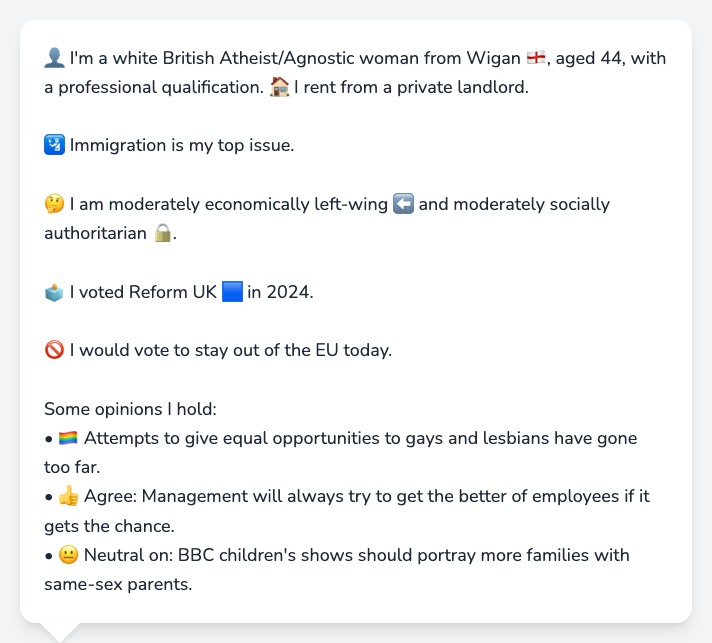 👤 I'm a white British Atheist/Agnostic woman from Wigan 🏴󠁧󠁢󠁥󠁮󠁧󠁿, aged 44, with
a professional qualification. 🏠 I rent from a private landlord.
🛂 Immigration is my top issue.
🤔 I am moderately economically left-wing ⬅️ and moderately socially
authoritarian 🔒.
🗳️ I voted Reform UK 🟦 in 2024.
🚫 I would vote to stay out of the EU today.
Some opinions I hold:
• 🏳️‍🌈 Attempts to give equal opportunities to gays and lesbians have gone
too far.
• 👍 Agree: Management will always try to get the better of employees if it
gets the chance.
• 😐 Neutral on: BBC children's shows should portray more families with
same-sex parents.